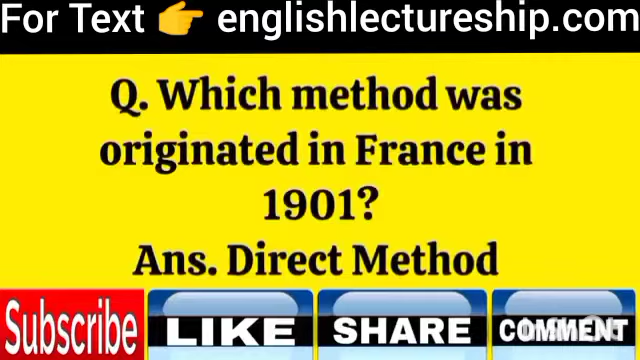 For Text 👉 englishlectureship.com
Q. Which method was
originated in France in
1901?
Ans. Direct Method
Subscribe LIKE SHARE COMMENT